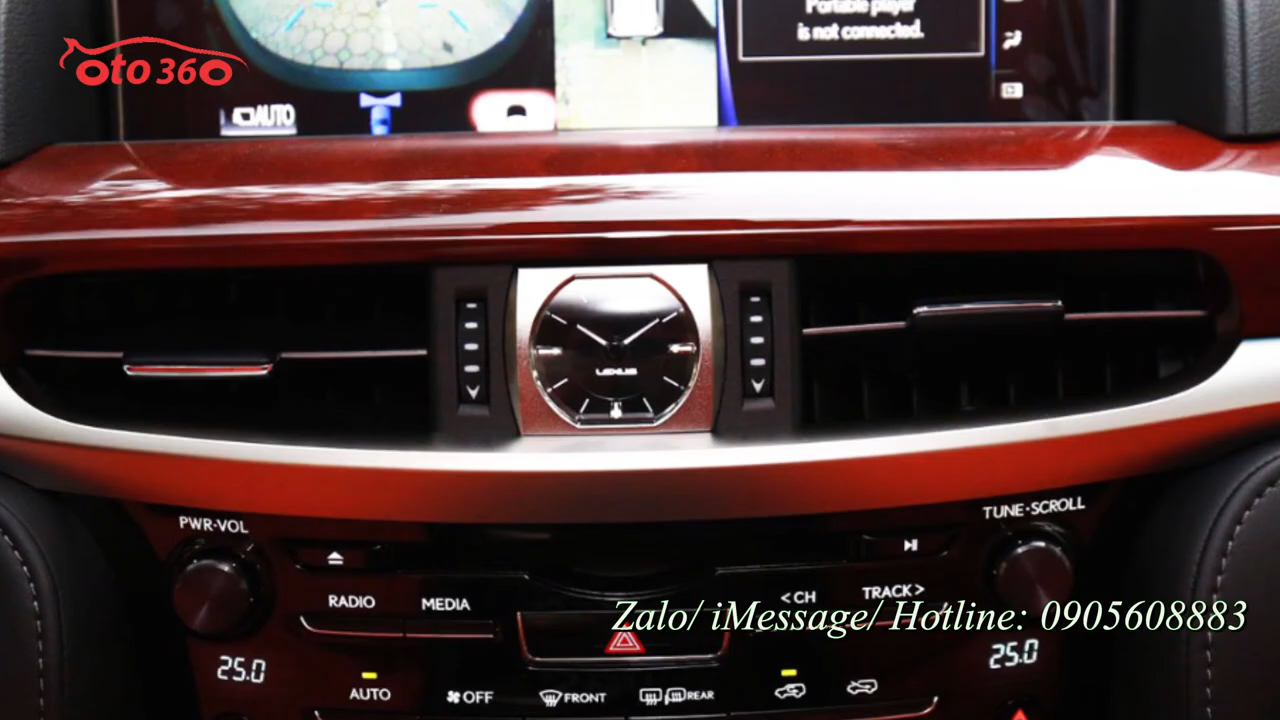 oto360
Portable player
is not connected.
AUTO
LEXUS
PWR·VOL
TUNE·SCROLL
RADIO
MEDIA
<CH
TRACK>
Zalo/ iMessage/ Hotline: 0905608883
25.0
25.0
AUTO
OFF
FRONT
REAR